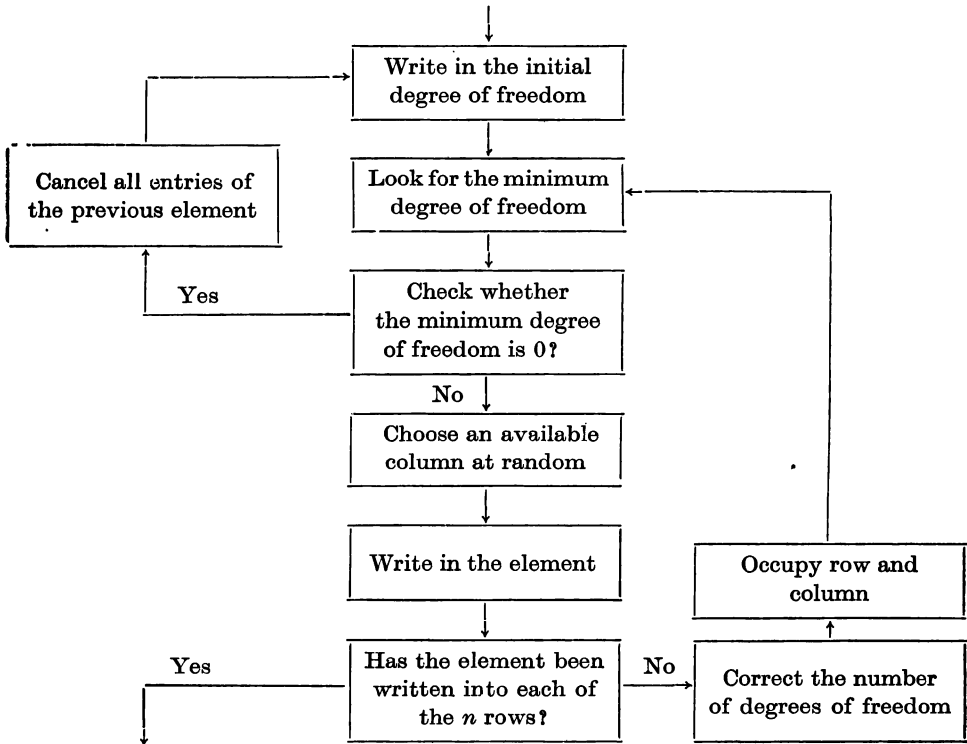 Write in the initial
degree of freedom
Cancel all entries of
the previous element
Look for the minimum
degree of freedom
Yes
Check whether
the minimum degree
of freedom is 0?
No
Choose an available
column at random
Write in the element
Occupy row and
column
Yes
Has the element been
written into each of
the n rows?
No
Correct the number
of degrees of freedom